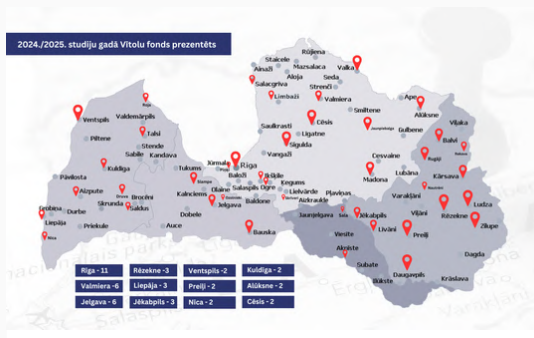 2024./2025. studiju gadā Vītolu fonds prezentēts
Rūjiena
Staicele
Ainaži
Mazsalaca
Valka
Aloja
Seda
Salacgrīva
Strenči
Limbaži
Valmiera
Ape
Smiltene
Alūksne
Ventspils
Valdemārpils
Talsi
Piltene
Stende
Sabile
Kandava
Saulkrasti
Cēsis
Līgatne
Sigulda
Gulbene
Viļaka
Balvi
Vangaži
Cesvaine
Kuldīga
Tukums
Jūrmala
Rīga
Madona
Lubāna
Kārsava
Pāvilosta
Aizpute
Kalnciems
Baloži
Salaspils
Ogre
Ķegums
Lielvārde
Olaine
Pļaviņas
Varakļāni
Ludza
Grobiņa
Durbe
Skrunda
Brocēni
Saldus
Jelgava
Baldone
Aizkraukle
Rēzekne
Liepāja
Dobele
Jaunjelgava
Jēkabpils
Viļāni
Zilupe
Priekule
Auce
Bauska
Līvāni
Preiļi
Viesīte
Aknīste
Dagda
Subate
Daugavpils
Ilūkste
Krāslava
Rīga - 11
Rēzekne -3
Ventspils - 2
Kuldīga - 2
Valmiera -6
Liepāja - 3
Preiļi - 2
Alūksne - 2
Jelgava - 6
Jēkabpils - 3
Nīca - 2
Cēsis - 2